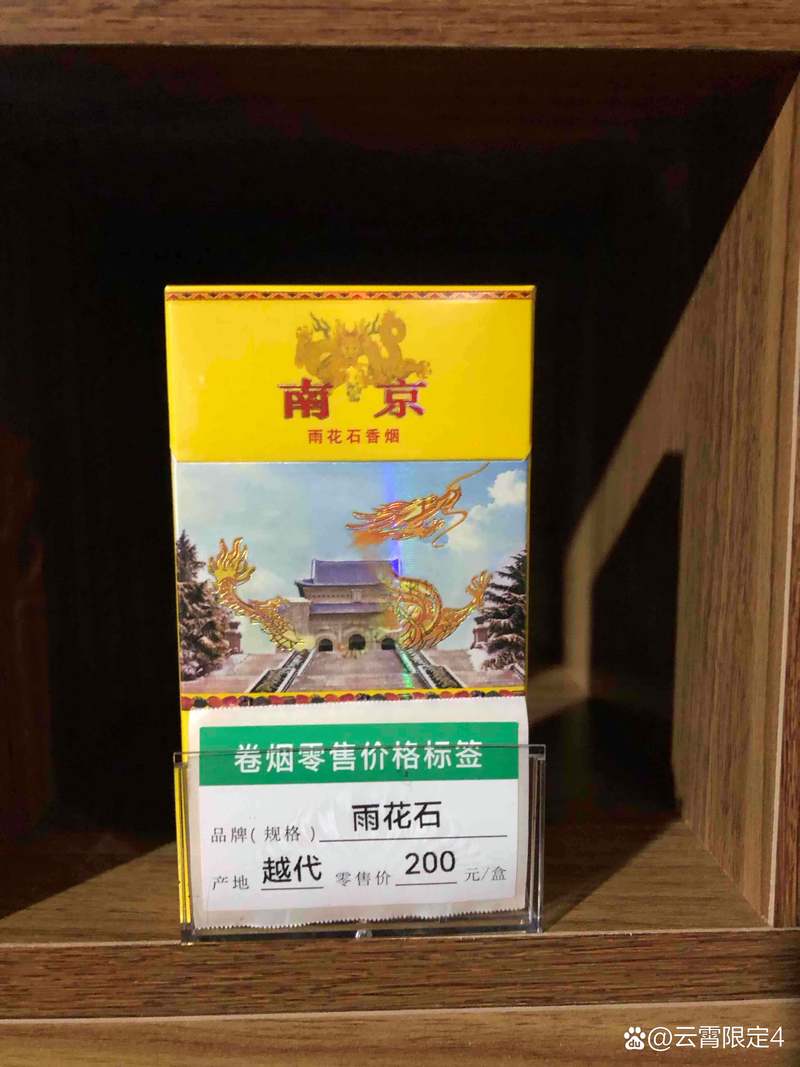 南京
雨花石香烟
卷烟零售价格标签
品牌(规格) 雨花石
产地 越代 零售价 200 元/盒
du @云霄限定4